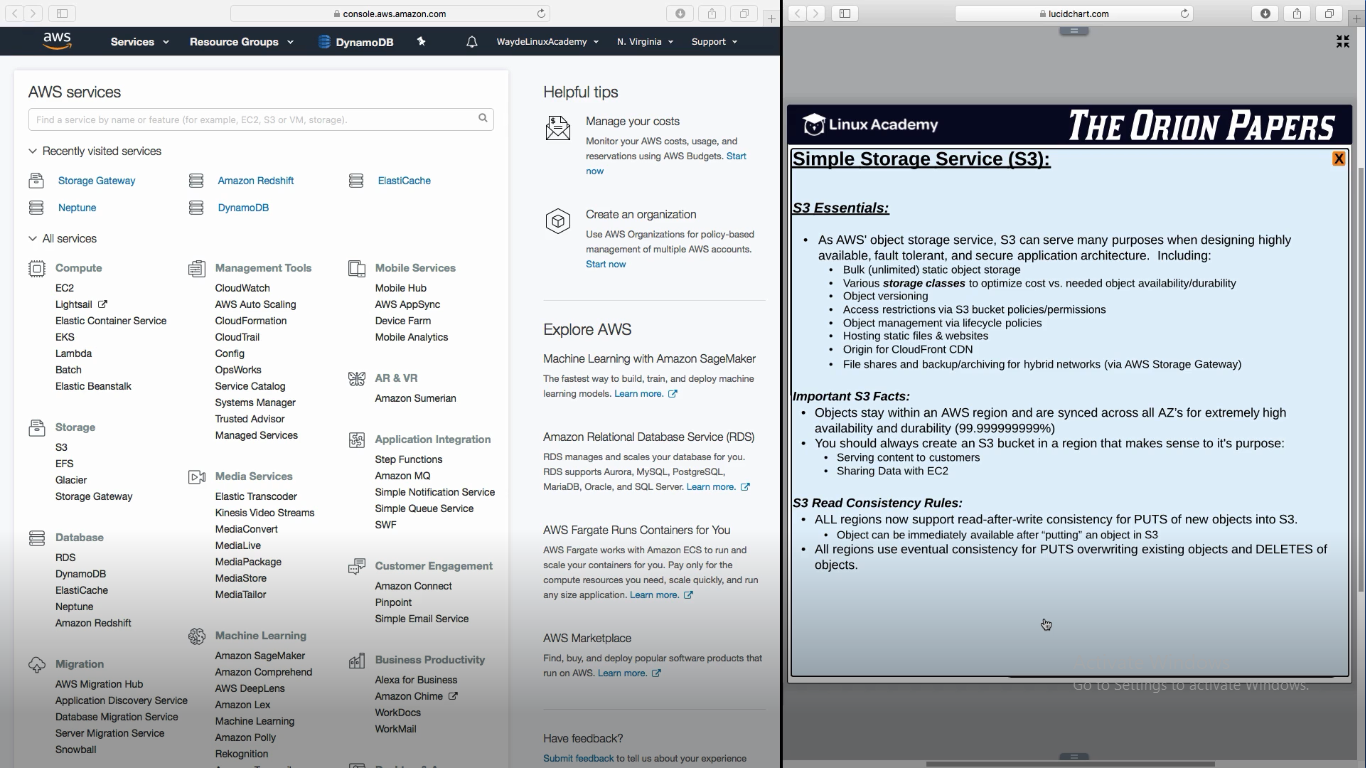 console.aws.amazon.com
aws
Services
Resource Groups
DynamoDB
WaydeLinuxAcademy
N. Virginia
Support
AWS services
Find a service by name or feature (for example, EC2, S3 or VM, storage).
Recently visited services
Storage Gateway
Amazon Redshift
ElastiCache
Neptune
DynamoDB
All services
Compute
EC2
Lightsail
Elastic Container Service
EKS
Lambda
Batch
Elastic Beanstalk
Storage
S3
EFS
Glacier
Storage Gateway
Database
RDS
DynamoDB
ElastiCache
Neptune
Amazon Redshift
Migration
AWS Migration Hub
Application Discovery Service
Database Migration Service
Server Migration Service
Snowball
Management Tools
CloudWatch
AWS Auto Scaling
CloudFormation
CloudTrail
Config
OpsWorks
Service Catalog
Systems Manager
Trusted Advisor
Managed Services
Media Services
Elastic Transcoder
Kinesis Video Streams
MediaConvert
MediaLive
MediaPackage
MediaStore
MediaTailor
Machine Learning
Amazon SageMaker
Amazon Comprehend
AWS DeepLens
Amazon Lex
Machine Learning
Amazon Polly
Rekognition
Mobile Services
Mobile Hub
AWS AppSync
Device Farm
Mobile Analytics
AR & VR
Amazon Sumerian
Application Integration
Step Functions
Amazon MQ
Simple Notification Service
Simple Queue Service
SWF
Customer Engagement
Amazon Connect
Pinpoint
Simple Email Service
Business Productivity
Alexa for Business
Amazon Chime
WorkDocs
WorkMail
Helpful tips
Manage your costs
Monitor your AWS costs, usage, and
reservations using AWS Budgets. Start
now
Create an organization
Use AWS Organizations for policy-based
management of multiple AWS accounts.
Start now
Explore AWS
Machine Learning with Amazon SageMaker
The fastest way to build, train, and deploy machine
learning models. Learn more.
Amazon Relational Database Service (RDS)
RDS manages and scales your database for you.
RDS supports Aurora, MySQL, PostgreSQL,
MariaDB, Oracle, and SQL Server. Learn more.
AWS Fargate Runs Containers for You
AWS Fargate works with Amazon ECS to run and
scale your containers for you. Pay only for the
compute resources you need, scale quickly, and run
any size application. Learn more.
AWS Marketplace
Find, buy, and deploy popular software products that
run on AWS. Learn more.
Have feedback?
Submit feedback to tell us about your experience
lucidchart.com
Linux Academy
THE ORION PAPERS
Simple Storage Service (S3):
X
S3 Essentials:
• As AWS' object storage service, S3 can serve many purposes when designing highly
available, fault tolerant, and secure application architecture. Including:
• Bulk (unlimited) static object storage
• Various storage classes to optimize cost vs. needed object availability/durability
• Object versioning
• Access restrictions via S3 bucket policies/permissions
• Object management via lifecycle policies
• Hosting static files & websites
• Origin for CloudFront CDN
• File shares and backup/archiving for hybrid networks (via AWS Storage Gateway)
Important S3 Facts:
• Objects stay within an AWS region and are synced across all AZ's for extremely high
availability and durability (99.999999999%)
• You should always create an S3 bucket in a region that makes sense to it's purpose:
• Serving content to customers
• Sharing Data with EC2
S3 Read Consistency Rules:
• ALL regions now support read-after-write consistency for PUTS of new objects into S3.
• Object can be immediately available after "putting" an object in S3
• All regions use eventual consistency for PUTS overwriting existing objects and DELETES of
objects.
Go to Settings to activate Windows.